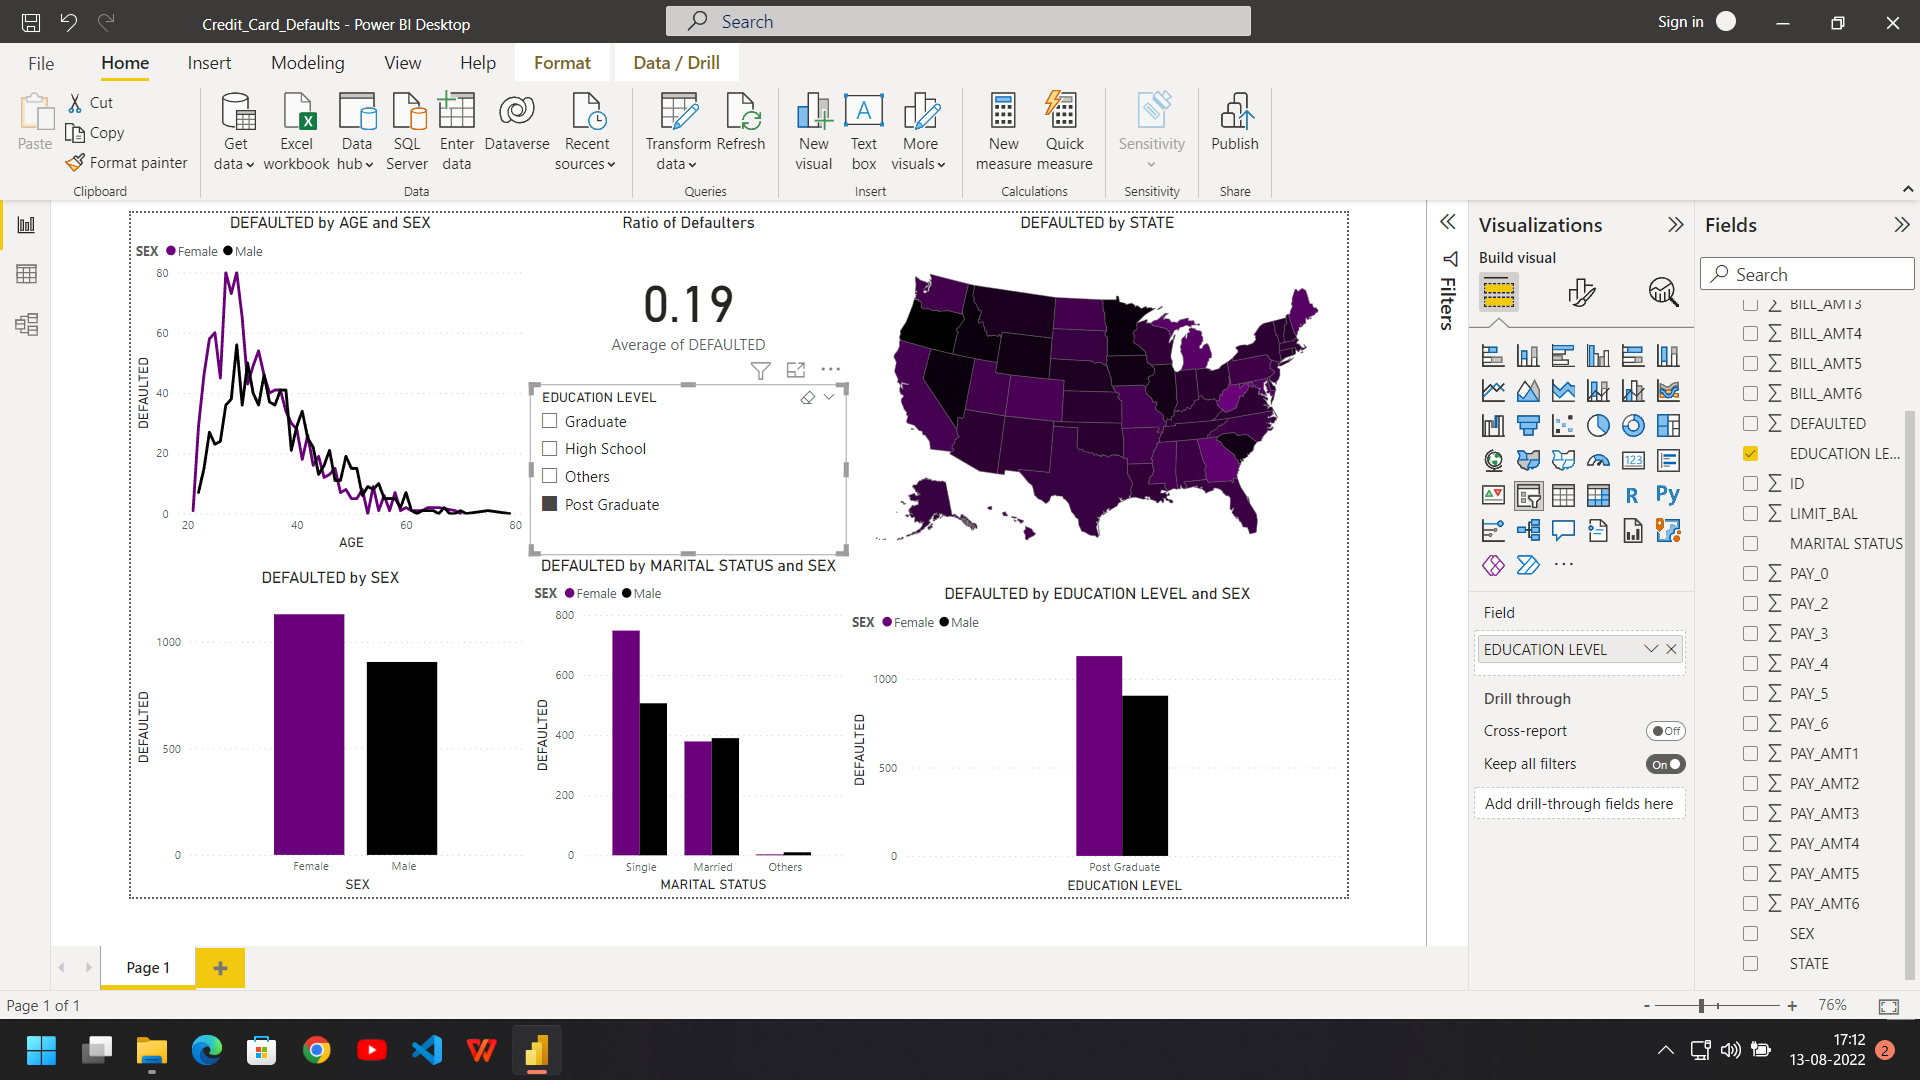 Credit_Card_Defaults - Power BI Desktop
Search
Sign in
File
Home
Insert
Modeling
View
Help
Format
Data / Drill
Paste
Cut
Copy
Format painter
Clipboard
Get data
Excel workbook
Data hub
SQL Server
Enter data
Dataverse
Recent sources
Data
Transform data
Refresh
Queries
New visual
Text box
More visuals
Insert
New measure
Quick measure
Calculations
Sensitivity
Sensitivity
Publish
Share
DEFAULTED by AGE and SEX
SEX Female Male
80
60
40
20
0
DEFAULTED
20 40 60 80
AGE
Ratio of Defaulters
0.19
Average of DEFAULTED
EDUCATION LEVEL
Graduate
High School
Others
Post Graduate
DEFAULTED by STATE
DEFAULTED by SEX
1000
500
0
DEFAULTED
Female Male
SEX
DEFAULTED by MARITAL STATUS and SEX
SEX Female Male
800
600
400
200
0
DEFAULTED
Single Married Others
MARITAL STATUS
DEFAULTED by EDUCATION LEVEL and SEX
SEX Female Male
1000
500
0
DEFAULTED
Post Graduate
EDUCATION LEVEL
Filters
Visualizations
Build visual
123
R
Py
Field
EDUCATION LEVEL
Drill through
Cross-report
Off
Keep all filters
On
Add drill-through fields here
Fields
Search
BILL_AMT3
BILL_AMT4
BILL_AMT5
BILL_AMT6
DEFAULTED
EDUCATION LE...
ID
LIMIT_BAL
MARITAL STATUS
PAY_0
PAY_2
PAY_3
PAY_4
PAY_5
PAY_6
PAY_AMT1
PAY_AMT2
PAY_AMT3
PAY_AMT4
PAY_AMT5
PAY_AMT6
SEX
STATE
Page 1
Page 1 of 1
76%
17:12
13-08-2022
2